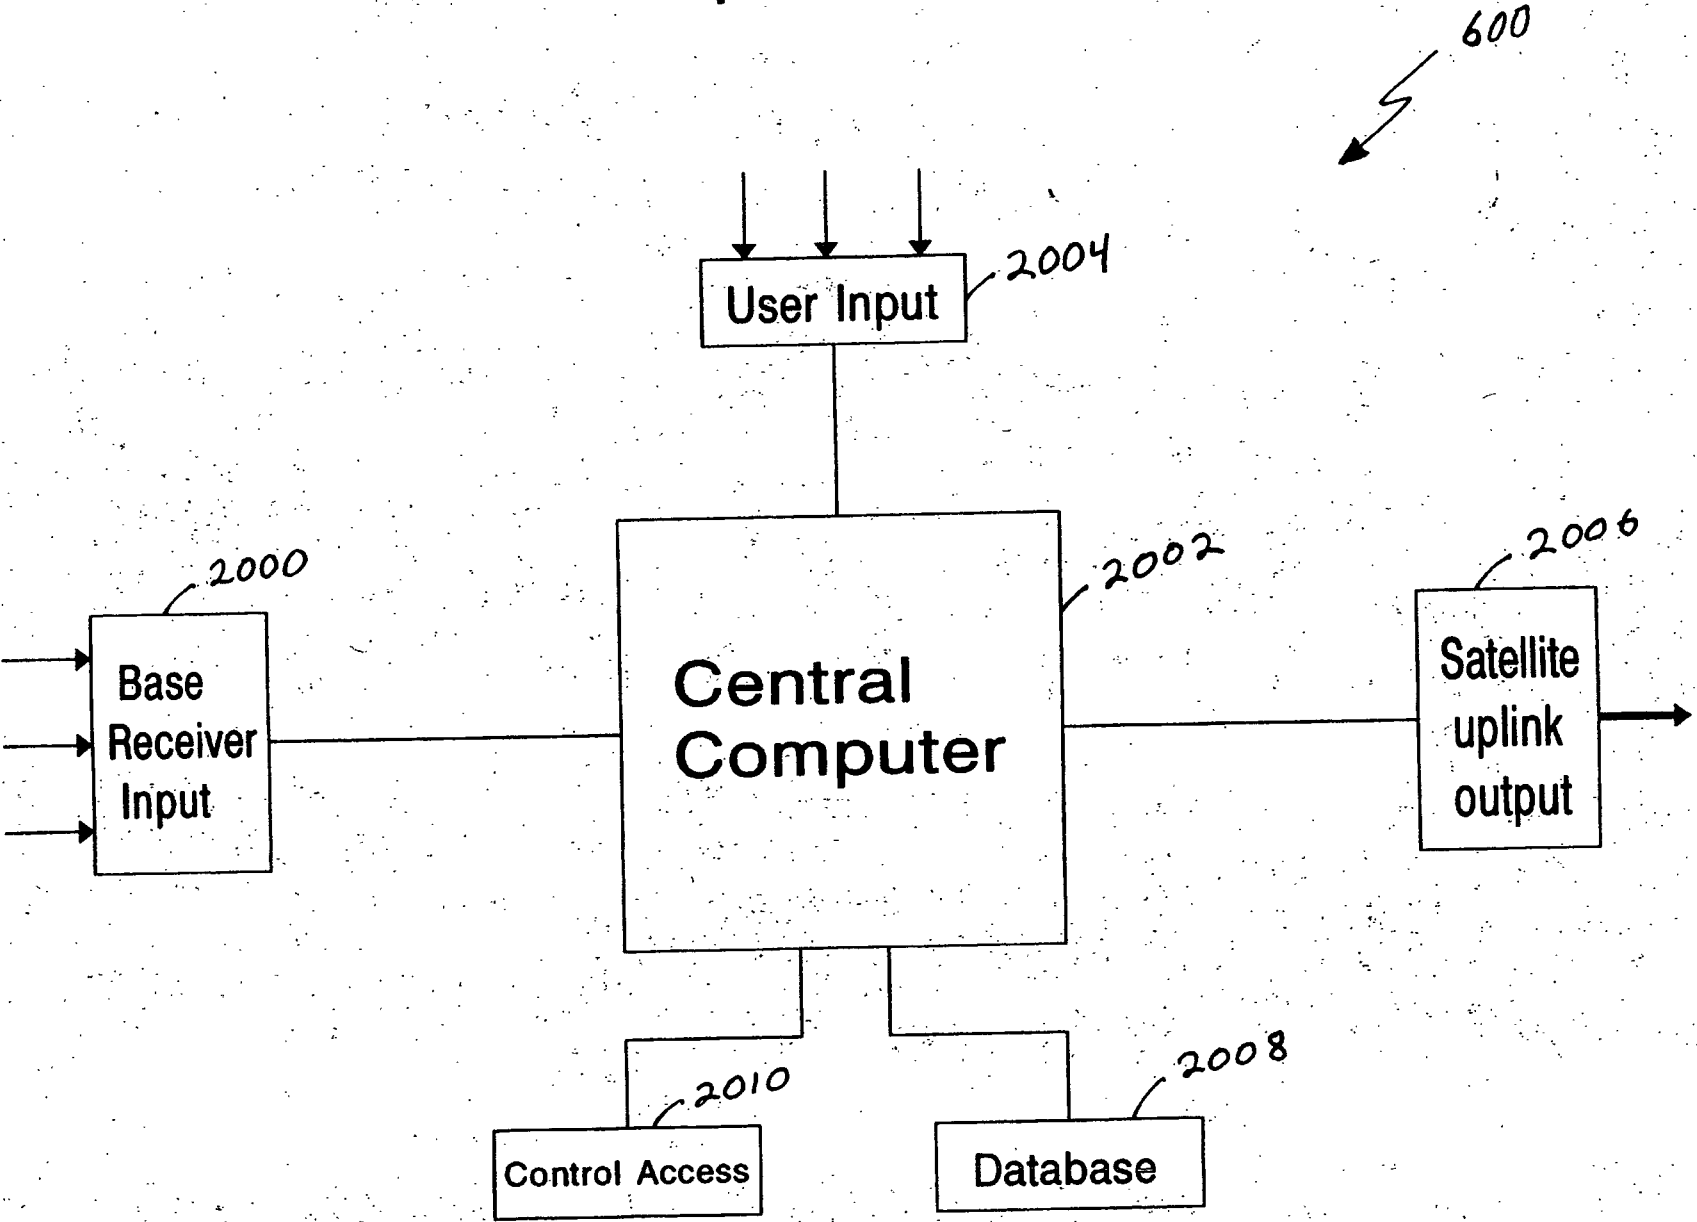 600
2004
User Input
2000
2002
2006
Base
Receiver
Input
Central
Computer
Satellite
uplink
output
2010
2008
Control Access
Database